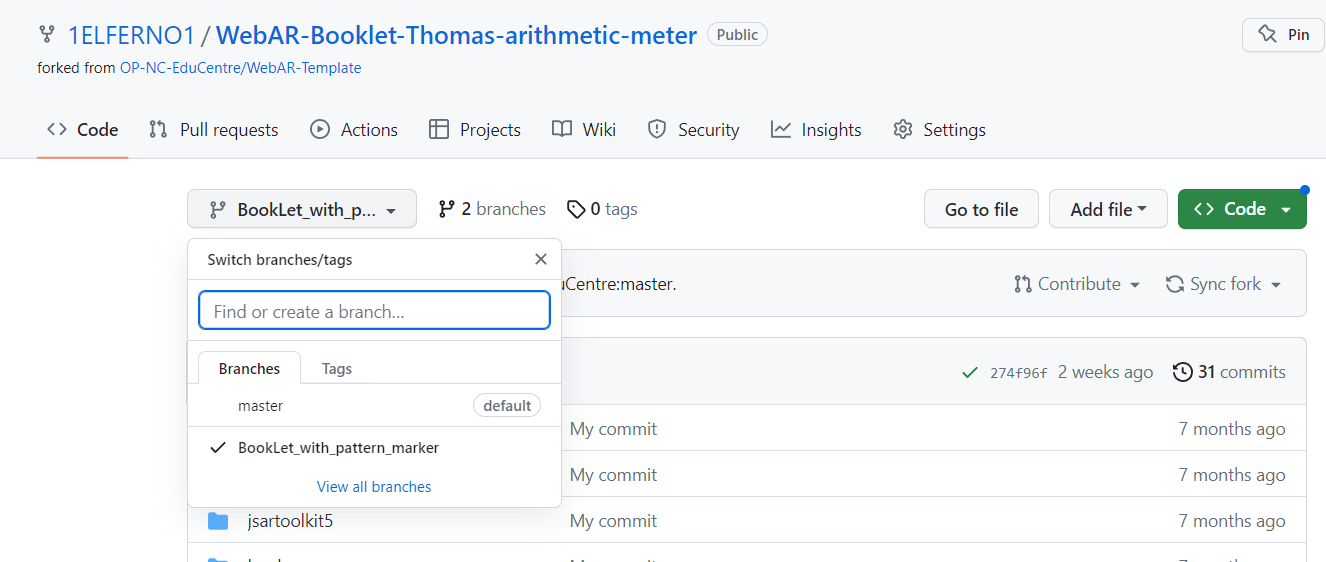 1ELFERNO1 / WebAR-Booklet-Thomas-arithmetic-meter Public
Pin
forked from OP-NC-EduCentre/WebAR-Template
Code Pull requests Actions Projects Wiki Security Insights Settings
BookLet_with_p... 2 branches 0 tags Go to file Add file Code
Switch branches/tags
Centre:master. Contribute Sync fork
Find or create a branch...
Branches Tags
274f96f 2 weeks ago 31 commits
master default
My commit 7 months ago
BookLet_with_pattern_marker
My commit 7 months ago
View all branches
jsartoolkit5 My commit 7 months ago